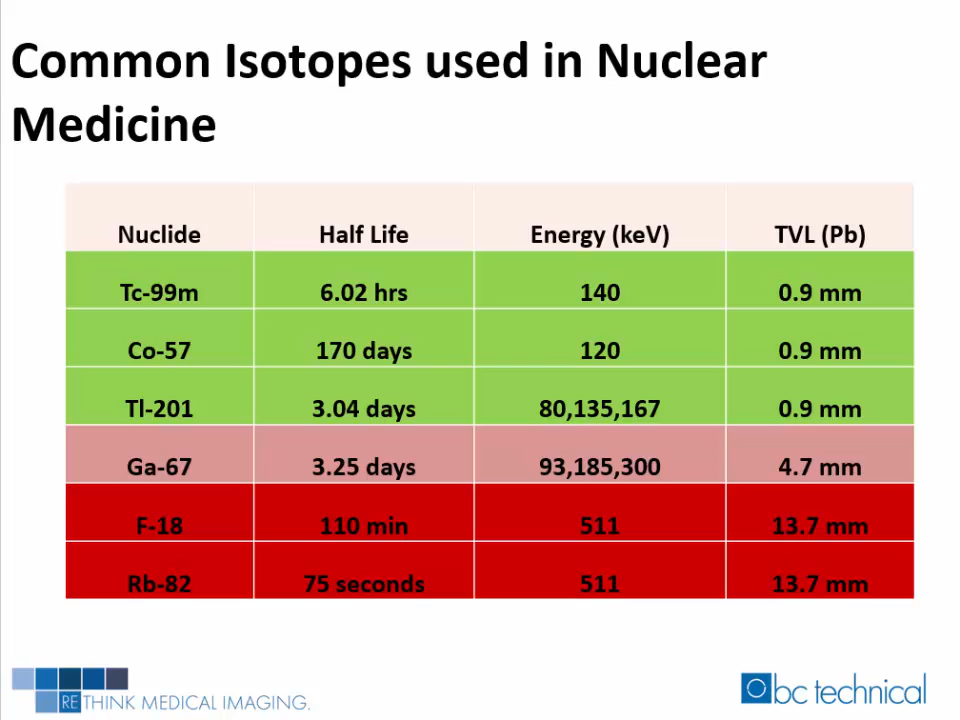 Common Isotopes used in Nuclear
Medicine
Nuclide Half Life Energy (keV) TVL (Pb)
Tc-99m 6.02 hrs 140 0.9 mm
Co-57 170 days 120 0.9 mm
Tl-201 3.04 days 80,135,167 0.9 mm
Ga-67 3.25 days 93,185,300 4.7 mm
F-18 110 min 511 13.7 mm
Rb-82 75 seconds 511 13.7 mm
RETHINK MEDICAL IMAGING.
bc technical